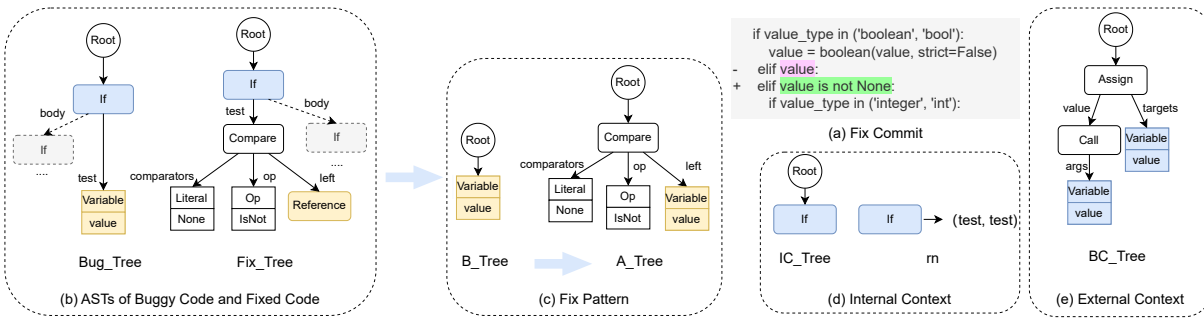 Root
If
body
If
....
test
Variable
value
Bug_Tree
Root
If
test
body
If
....
Compare
comparators
op
left
Literal
None
Op
IsNot
Reference
Fix_Tree
(b) ASTs of Buggy Code and Fixed Code
Root
Variable
value
B_Tree
Root
Compare
comparators
op
left
Literal
None
Op
IsNot
Variable
value
A_Tree
(c) Fix Pattern
if value_type in ('boolean', 'bool'):
value = boolean(value, strict=False)
- elif value:
+ elif value is not None:
if value_type in ('integer', 'int'):
(a) Fix Commit
Root
If
IC_Tree
If
(test, test)
rn
(d) Internal Context
Root
Assign
value
targets
Call
Variable
value
args
Variable
value
BC_Tree
(e) External Context